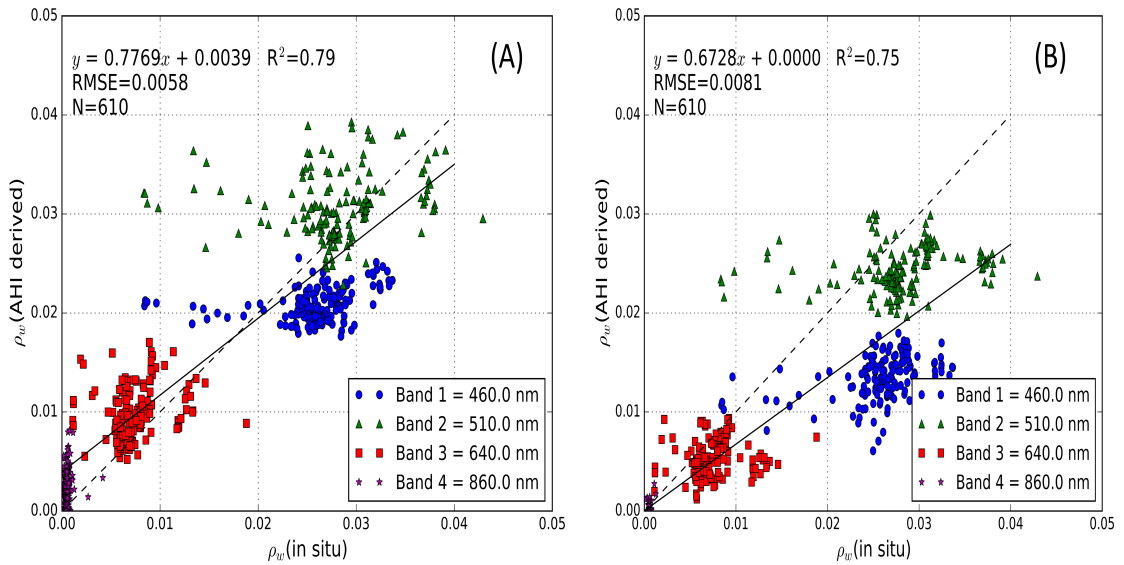 0.05
0.04
0.03
0.02
0.01
0.00
ρw(AHI derived)
y = 0.7769x + 0.0039 R²=0.79
RMSE=0.0058
N=610
(A)
Band 1 = 460.0 nm
Band 2 = 510.0 nm
Band 3 = 640.0 nm
Band 4 = 860.0 nm
0.00 0.01 0.02 0.03 0.04 0.05
ρw(in situ)
0.05
0.04
0.03
0.02
0.01
0.00
ρw(AHI derived)
y = 0.6728x + 0.0000 R²=0.75
RMSE=0.0081
N=610
(B)
Band 1 = 460.0 nm
Band 2 = 510.0 nm
Band 3 = 640.0 nm
Band 4 = 860.0 nm
0.00 0.01 0.02 0.03 0.04 0.05
ρw(in situ)